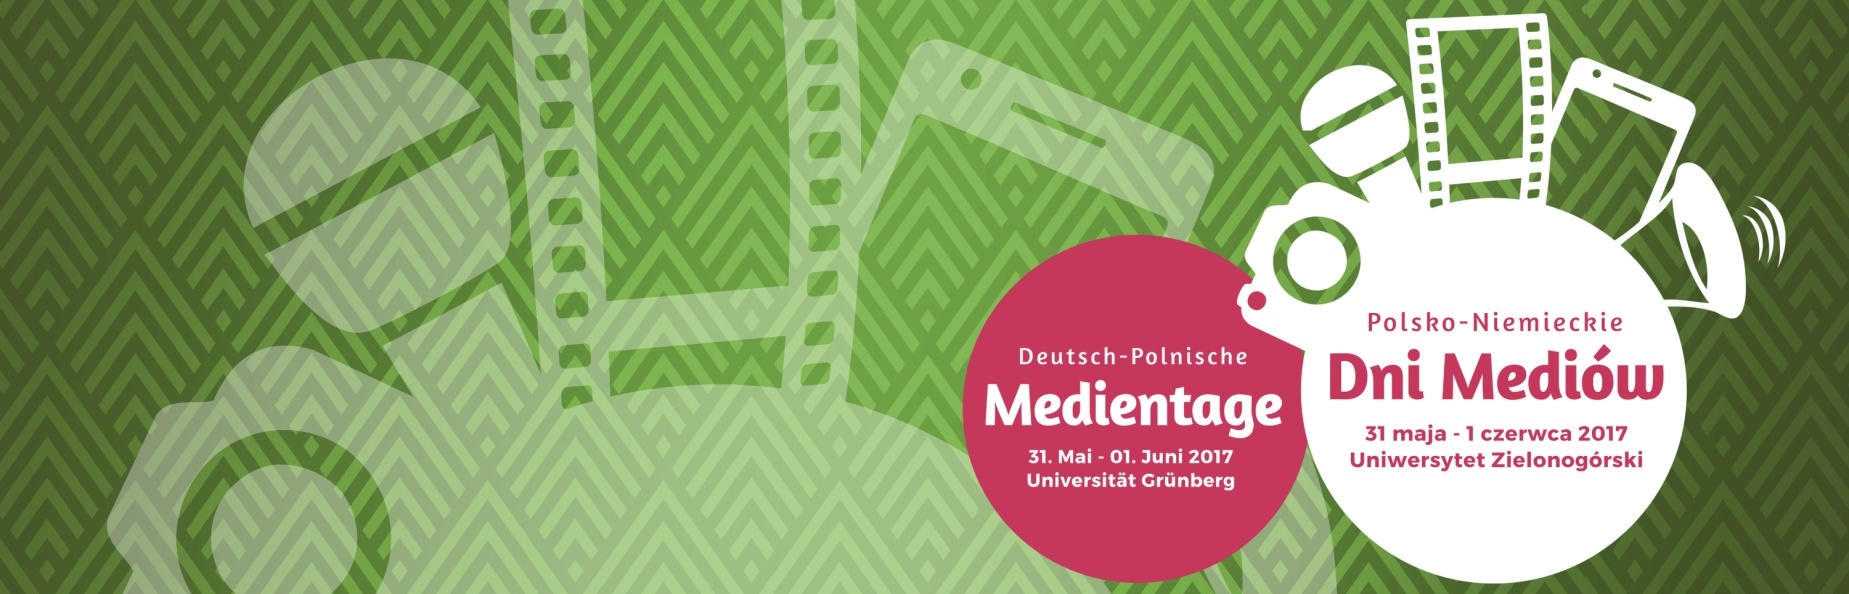 Deutsch-Polnische
Medientage
31. Mai - 01. Juni 2017
Universität Grünberg
Polsko-Niemieckie
Dni Mediów
31 maja - 1 czerwca 2017
Uniwersytet Zielonogórski